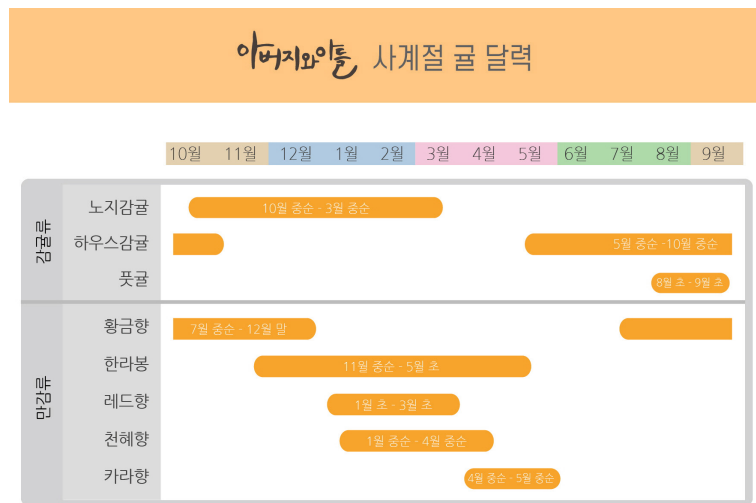 아버지와아들 사계절 귤 달력
10월 11월 12월 1월 2월 3월 4월 5월 6월 7월 8월 9월
감귤류
노지감귤 10월 중순 - 3월 중순
하우스감귤 5월 중순 -10월 중순
풋귤 8월 초 - 9월 초
만감류
황금향 7월 중순 - 12월 말
한라봉 11월 중순 - 5월 초
레드향 1월 초 - 3월 초
천혜향 1월 중순 - 4월 중순
카라향 4월 중순 - 5월 중순